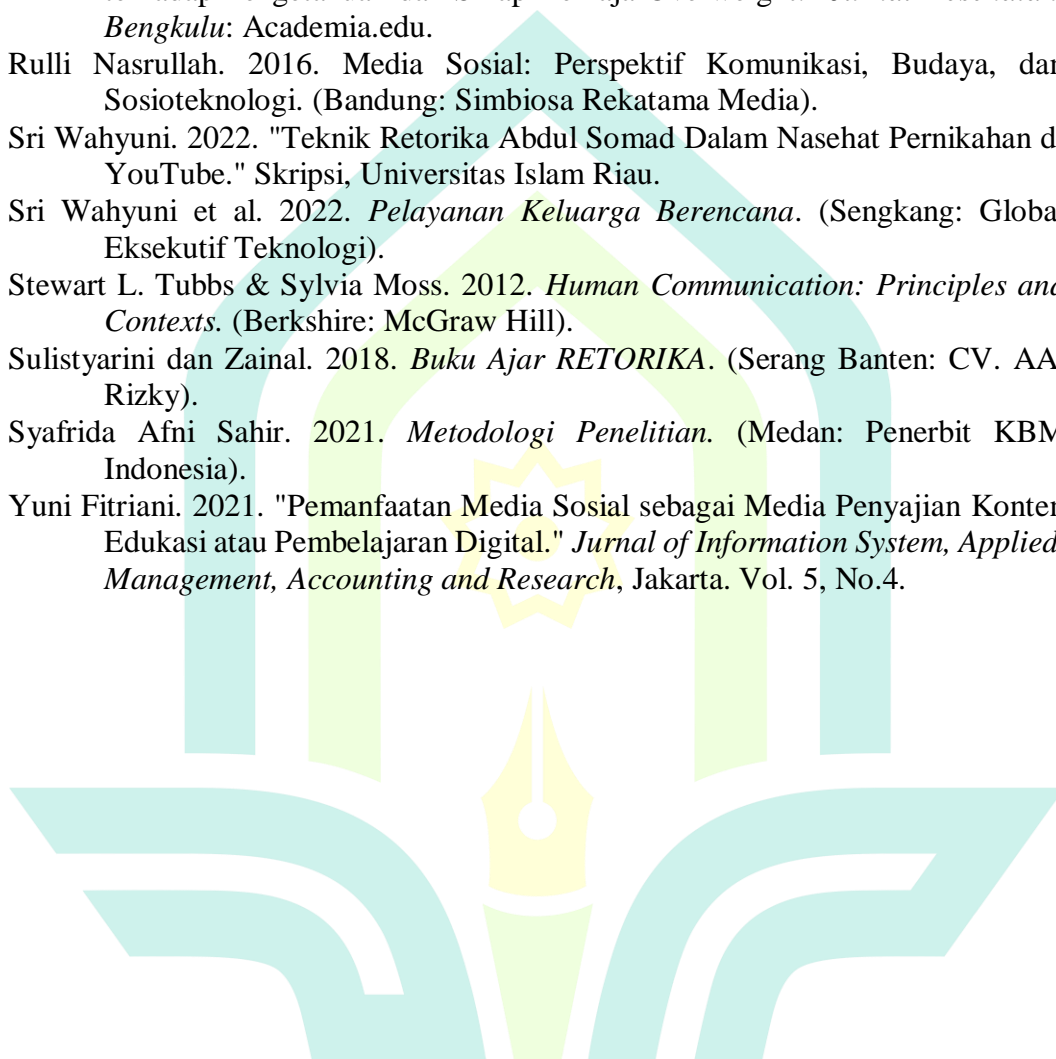 Bengkulu: Academia.edu.
Rulli Nasrullah. 2016. Media Sosial: Perspektif Komunikasi, Budaya, dan
Sosioteknologi. (Bandung: Simbiosa Rekatama Media).
Sri Wahyuni. 2022. "Teknik Retorika Abdul Somad Dalam Nasehat Pernikahan d
YouTube." Skripsi, Universitas Islam Riau.
Sri Wahyuni et al. 2022. Pelayanan Keluarga Berencana. (Sengkang: Globa
Eksekutif Teknologi).
Stewart L. Tubbs & Sylvia Moss. 2012. Human Communication: Principles and
Contexts. (Berkshire: McGraw Hill).
Sulistyarini dan Zainal. 2018. Buku Ajar RETORIKA. (Serang Banten: CV. AA
Rizky).
Syafrida Afni Sahir. 2021. Metodologi Penelitian. (Medan: Penerbit KBM
Indonesia).
Yuni Fitriani. 2021. "Pemanfaatan Media Sosial sebagai Media Penyajian Konten
Edukasi atau Pembelajaran Digital." Jurnal of Information System, Applied
Management, Accounting and Research, Jakarta. Vol. 5, No.4.